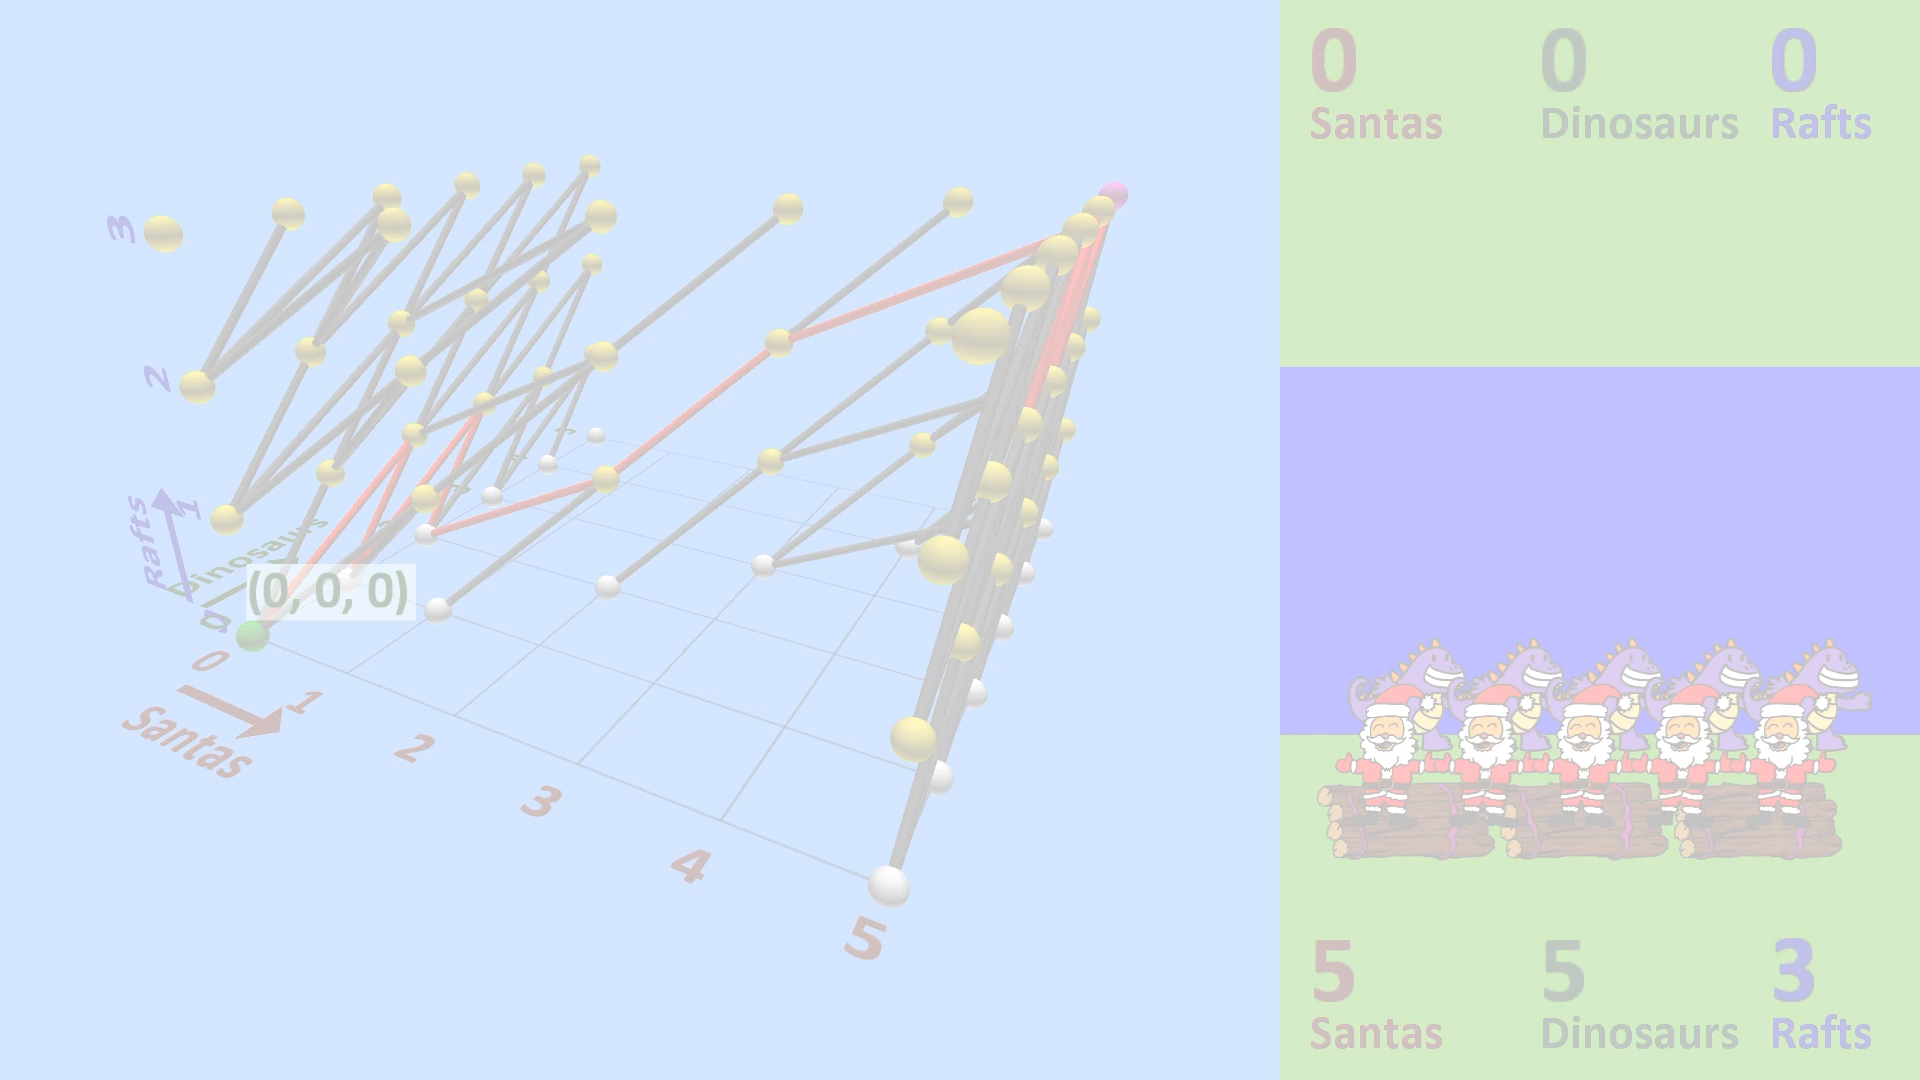 3
2
1
0
Rafts
Dinosaurs
(0, 0, 0)
0
1
2
3
4
5
Santas
0 0 0
Santas Dinosaurs Rafts
5 5 3
Santas Dinosaurs Rafts